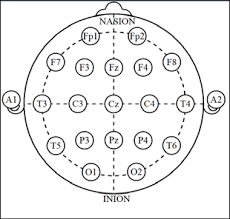 NASION
Fp1 Fp2
F7 F3 Fz F4 F8
A1 T3 C3 Cz C4 T4 A2
T5 P3 Pz P4 T6
O1 O2
INION